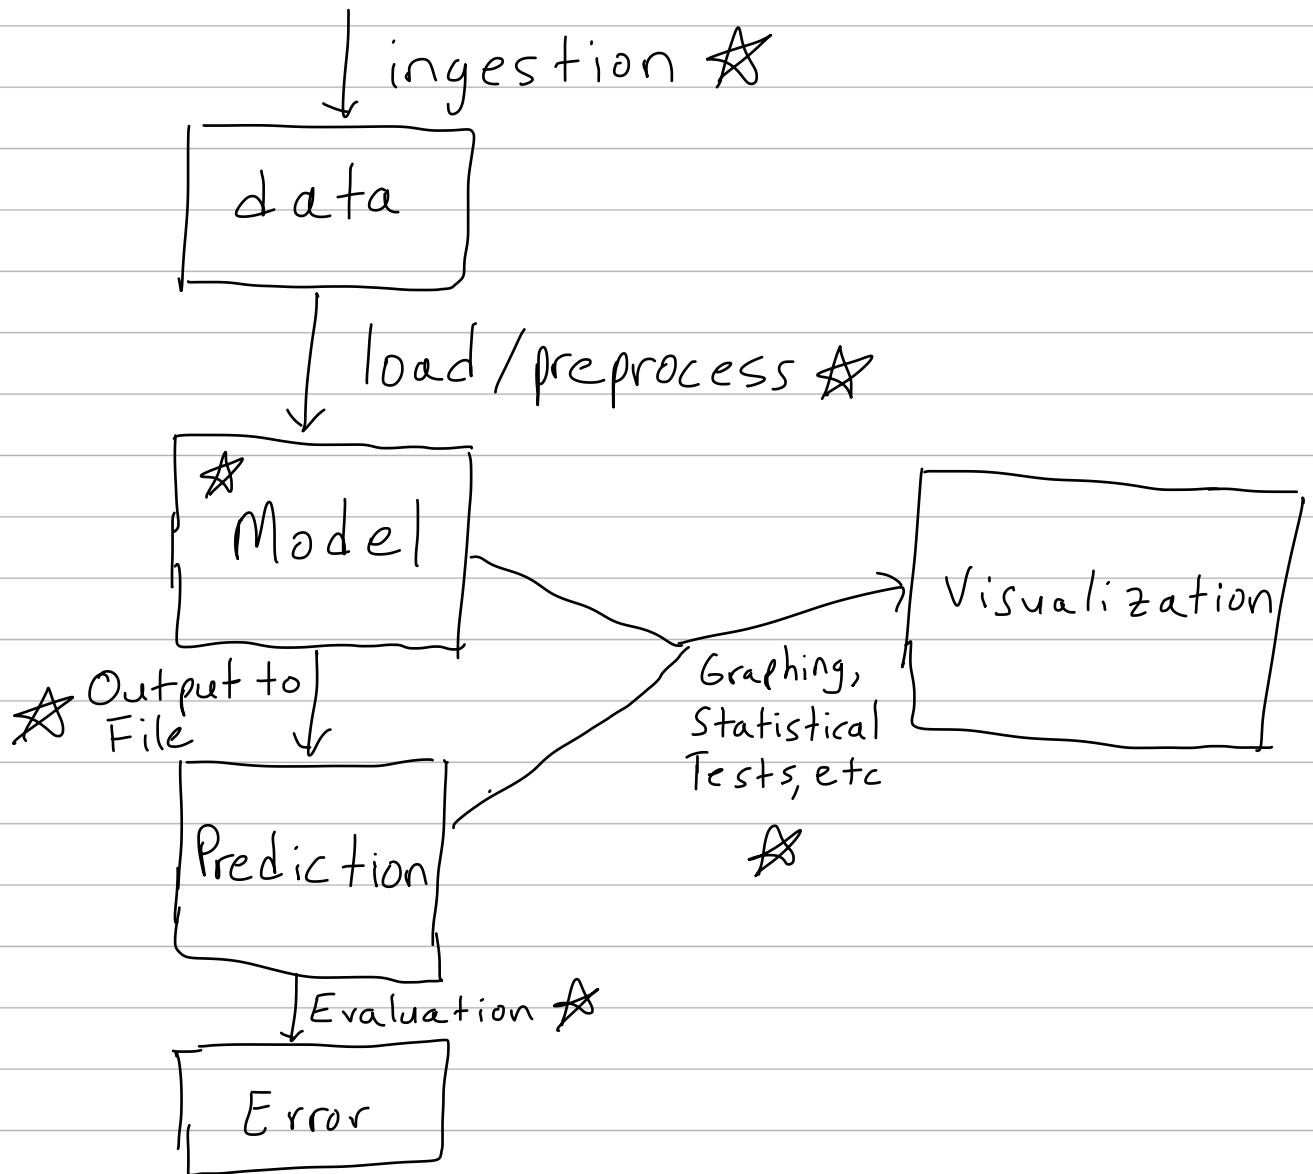 ingestion
data
load/preprocess
Model
Visualization
Output to
File
Graphing,
Statistical
Tests, etc
Prediction
Evaluation
Error